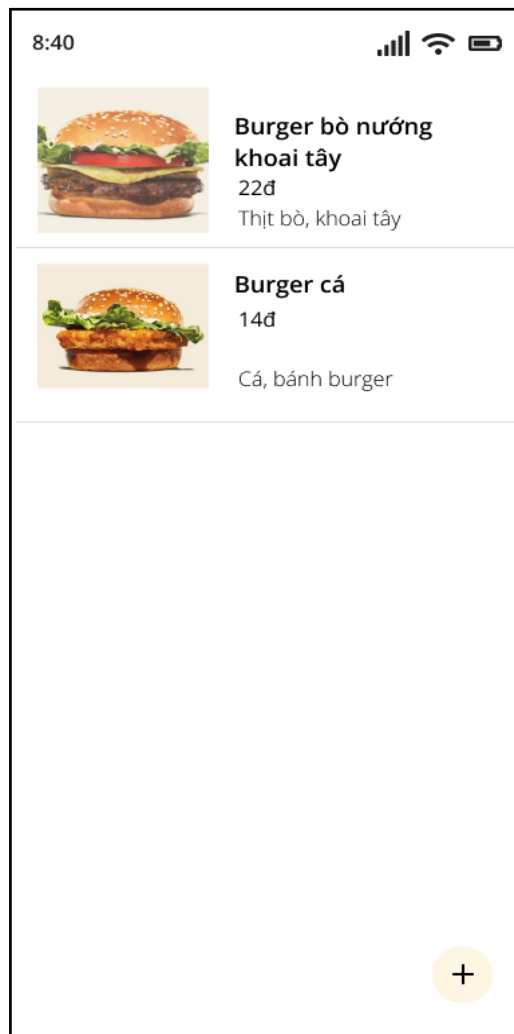 8:40
Burger bò nướng
khoai tây
22đ
Thịt bò, khoai tây
Burger cá
14đ
Cá, bánh burger
+